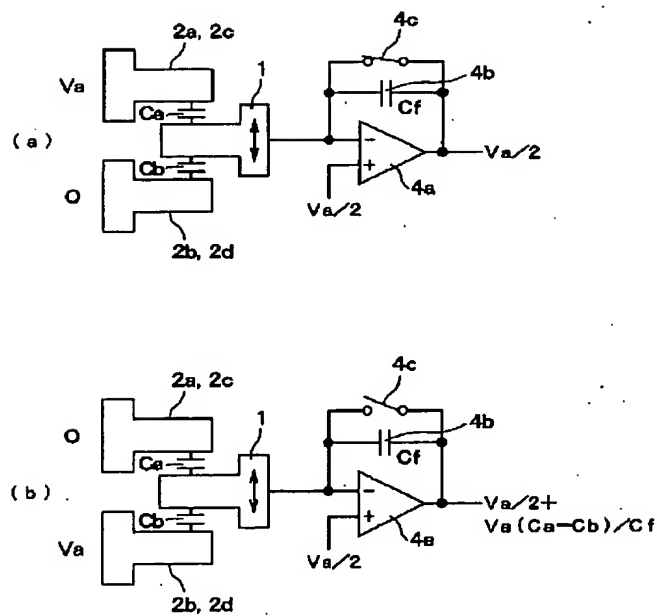 2a, 2c
4c
Va
1
4b
Ca
Cf
(a)
−
Va/2
Cb
+
O
Va/2
4a
2b, 2d
2a, 2c
4c
O
1
4b
Ca
Cf
(b)
−
Va/2+
Cb
+
Va(Ca−Cb)/Cf
Va
Va/2
4a
2b, 2d